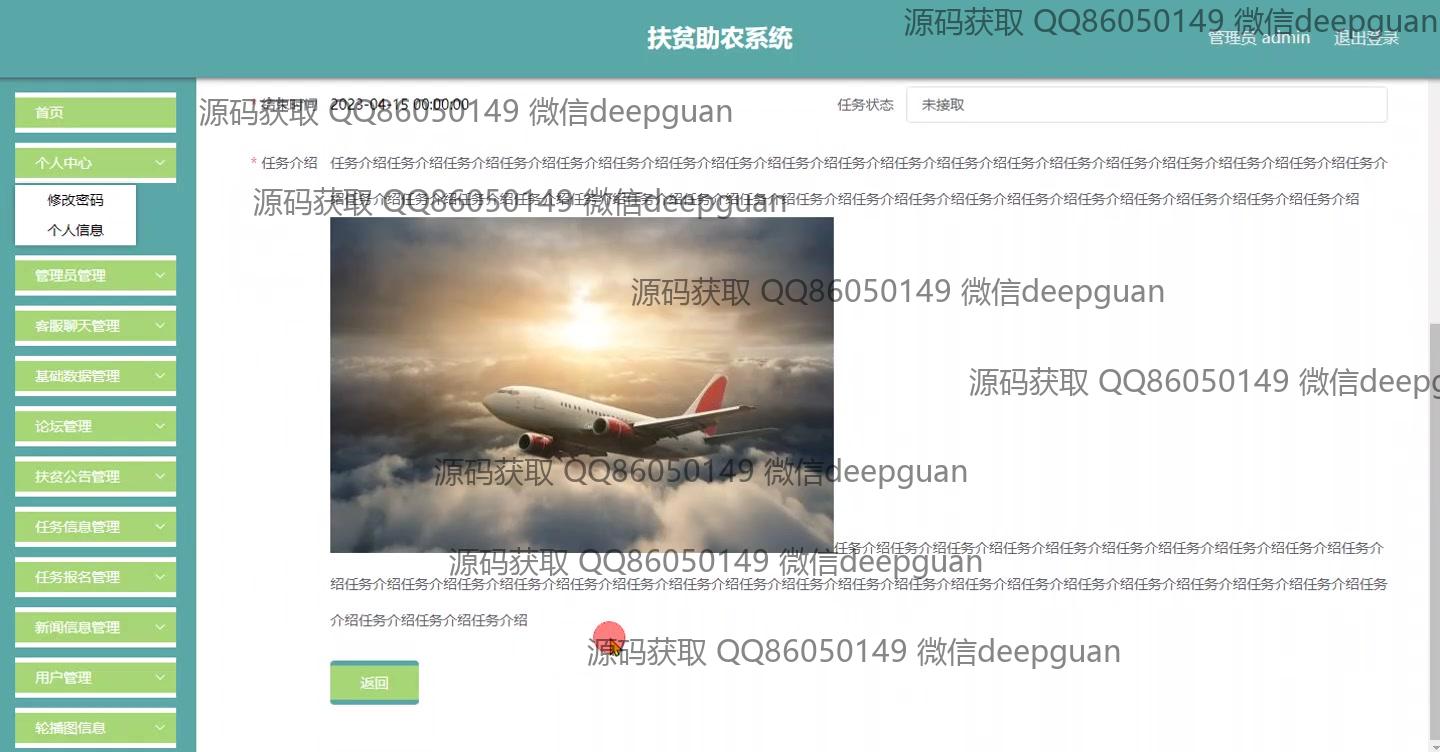 扶贫助农系统
源码获取 QQ86050149 微信deepguan
管理员 admin
退出登录
首页
个人中心
修改密码
个人信息
管理员管理
客服聊天管理
基础数据管理
论坛管理
扶贫公告管理
任务信息管理
任务报名管理
新闻信息管理
用户管理
轮播图信息
* 结束时间 2023-04-15 00:00:00
任务状态 未接取
源码获取 QQ86050149 微信deepguan
* 任务介绍 任务介绍任务介绍任务介绍任务介绍任务介绍任务介绍任务介绍任务介绍任务介绍任务介绍任务介绍任务介绍任务介绍任务介绍任务介绍任务介绍任务介绍任务介绍任务介
绍任务介绍任务介绍任务介绍任务介绍任务介绍任务介绍任务介绍任务介绍任务介绍任务介绍任务介绍任务介绍任务介绍任务介绍任务介绍任务介绍任务介绍任务介绍
源码获取 QQ86050149 微信deepguan
源码获取 QQ86050149 微信deepguan
源码获取 QQ86050149 微信deepg
源码获取 QQ86050149 微信deepguan
任务介绍任务介绍任务介绍任务介绍任务介绍任务介绍任务介绍任务介绍任务介绍任务介
绍任务介绍任务介绍任务介绍任务介绍任务介绍任务介绍任务介绍任务介绍任务介绍任务介绍任务介绍任务介绍任务介绍任务介绍任务介绍任务介绍任务介绍任务介绍任务
介绍任务介绍任务介绍任务介绍
源码获取 QQ86050149 微信deepguan
源码获取 QQ86050149 微信deepguan
返回